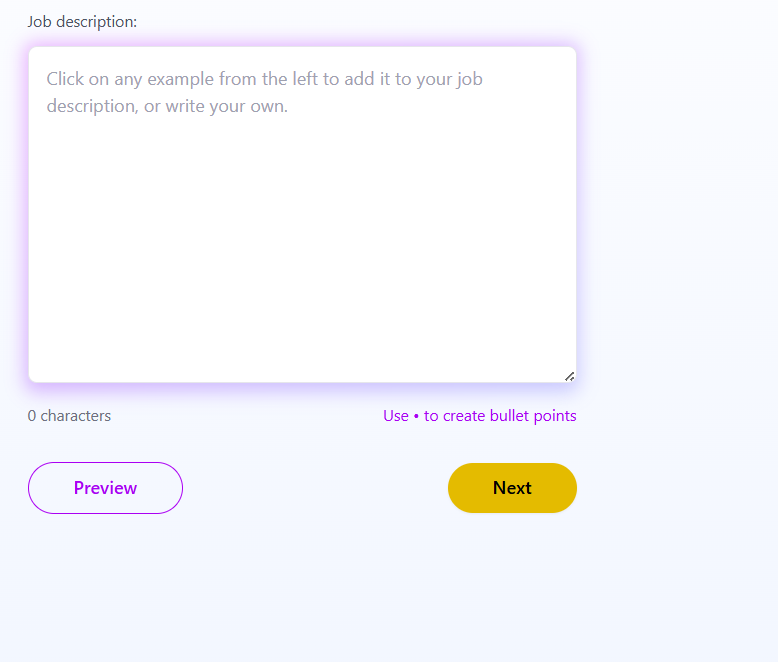 Job description:
Click on any example from the left to add it to your job
description, or write your own.
0 characters
Use • to create bullet points
Preview
Next